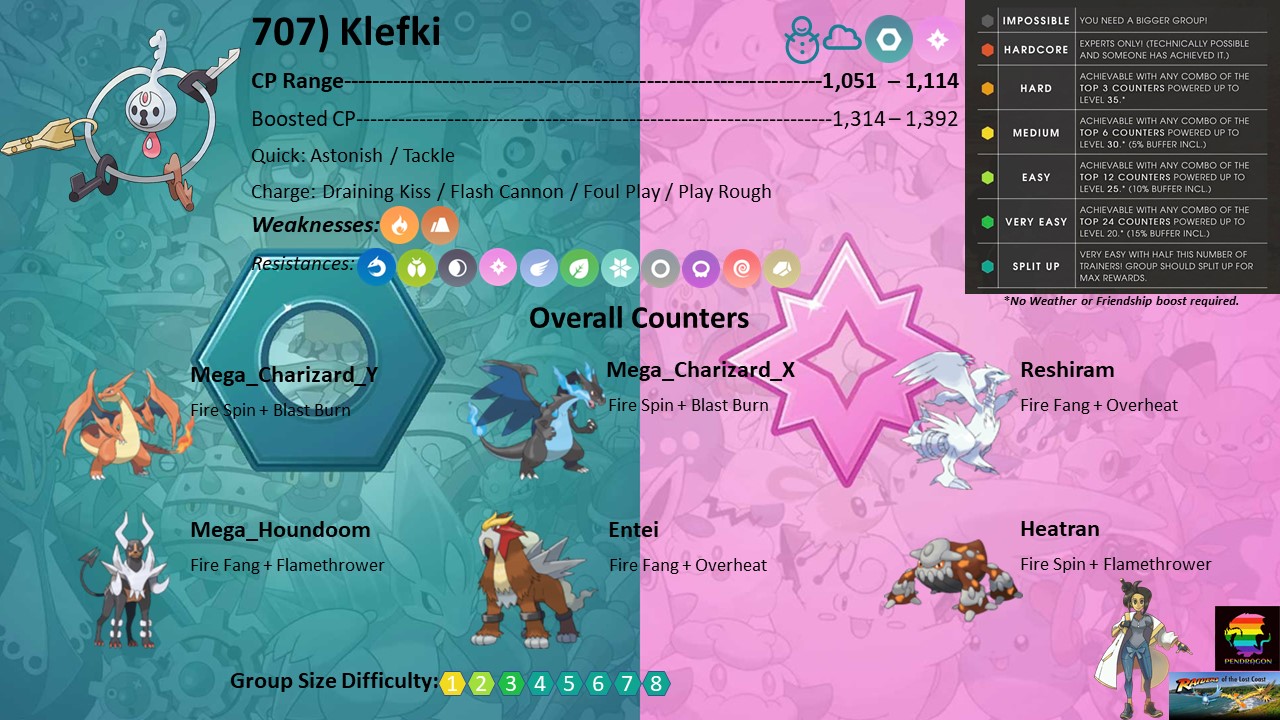 707) Klefki
CP Range--------------------------------------------------------------------1,051 – 1,114
Boosted CP--------------------------------------------------------------------1,314 – 1,392
Quick: Astonish / Tackle
Charge: Draining Kiss / Flash Cannon / Foul Play / Play Rough
Weaknesses:
Resistances:
IMPOSSIBLE YOU NEED A BIGGER GROUP!
HARDCORE EXPERTS ONLY! (TECHNICALLY POSSIBLE
AND SOMEONE HAS ACHIEVED IT.)
HARD ACHIEVABLE WITH ANY COMBO OF THE
TOP 3 COUNTERS POWERED UP TO
LEVEL 35.*
MEDIUM ACHIEVABLE WITH ANY COMBO OF THE
TOP 6 COUNTERS POWERED UP TO
LEVEL 30.* (5% BUFFER INCL.)
EASY ACHIEVABLE WITH ANY COMBO OF THE
TOP 12 COUNTERS POWERED UP TO
LEVEL 25.* (10% BUFFER INCL.)
VERY EASY ACHIEVABLE WITH ANY COMBO OF THE
TOP 24 COUNTERS POWERED UP TO
LEVEL 20.* (15% BUFFER INCL.)
SPLIT UP VERY EASY WITH HALF THIS NUMBER OF
TRAINERS! GROUP SHOULD SPLIT UP FOR
MAX REWARDS.
*No Weather or Friendship boost required.
Overall Counters
Mega_Charizard_Y
Fire Spin + Blast Burn
Mega_Charizard_X
Fire Spin + Blast Burn
Reshiram
Fire Fang + Overheat
Mega_Houndoom
Fire Fang + Flamethrower
Entei
Fire Fang + Overheat
Heatran
Fire Spin + Flamethrower
Group Size Difficulty: 1 2 3 4 5 6 7 8
PENDRAGON
RAIDERS of the Lost Coast